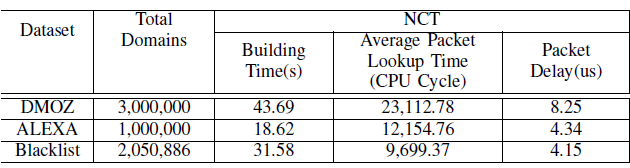 Dataset Total Domains NCT
Building Time(s) Average Packet Lookup Time (CPU Cycle) Packet Delay(us)
DMOZ 3,000,000 43.69 23,112.78 8.25
ALEXA 1,000,000 18.62 12,154.76 4.34
Blacklist 2,050,886 31.58 9,699.37 4.15